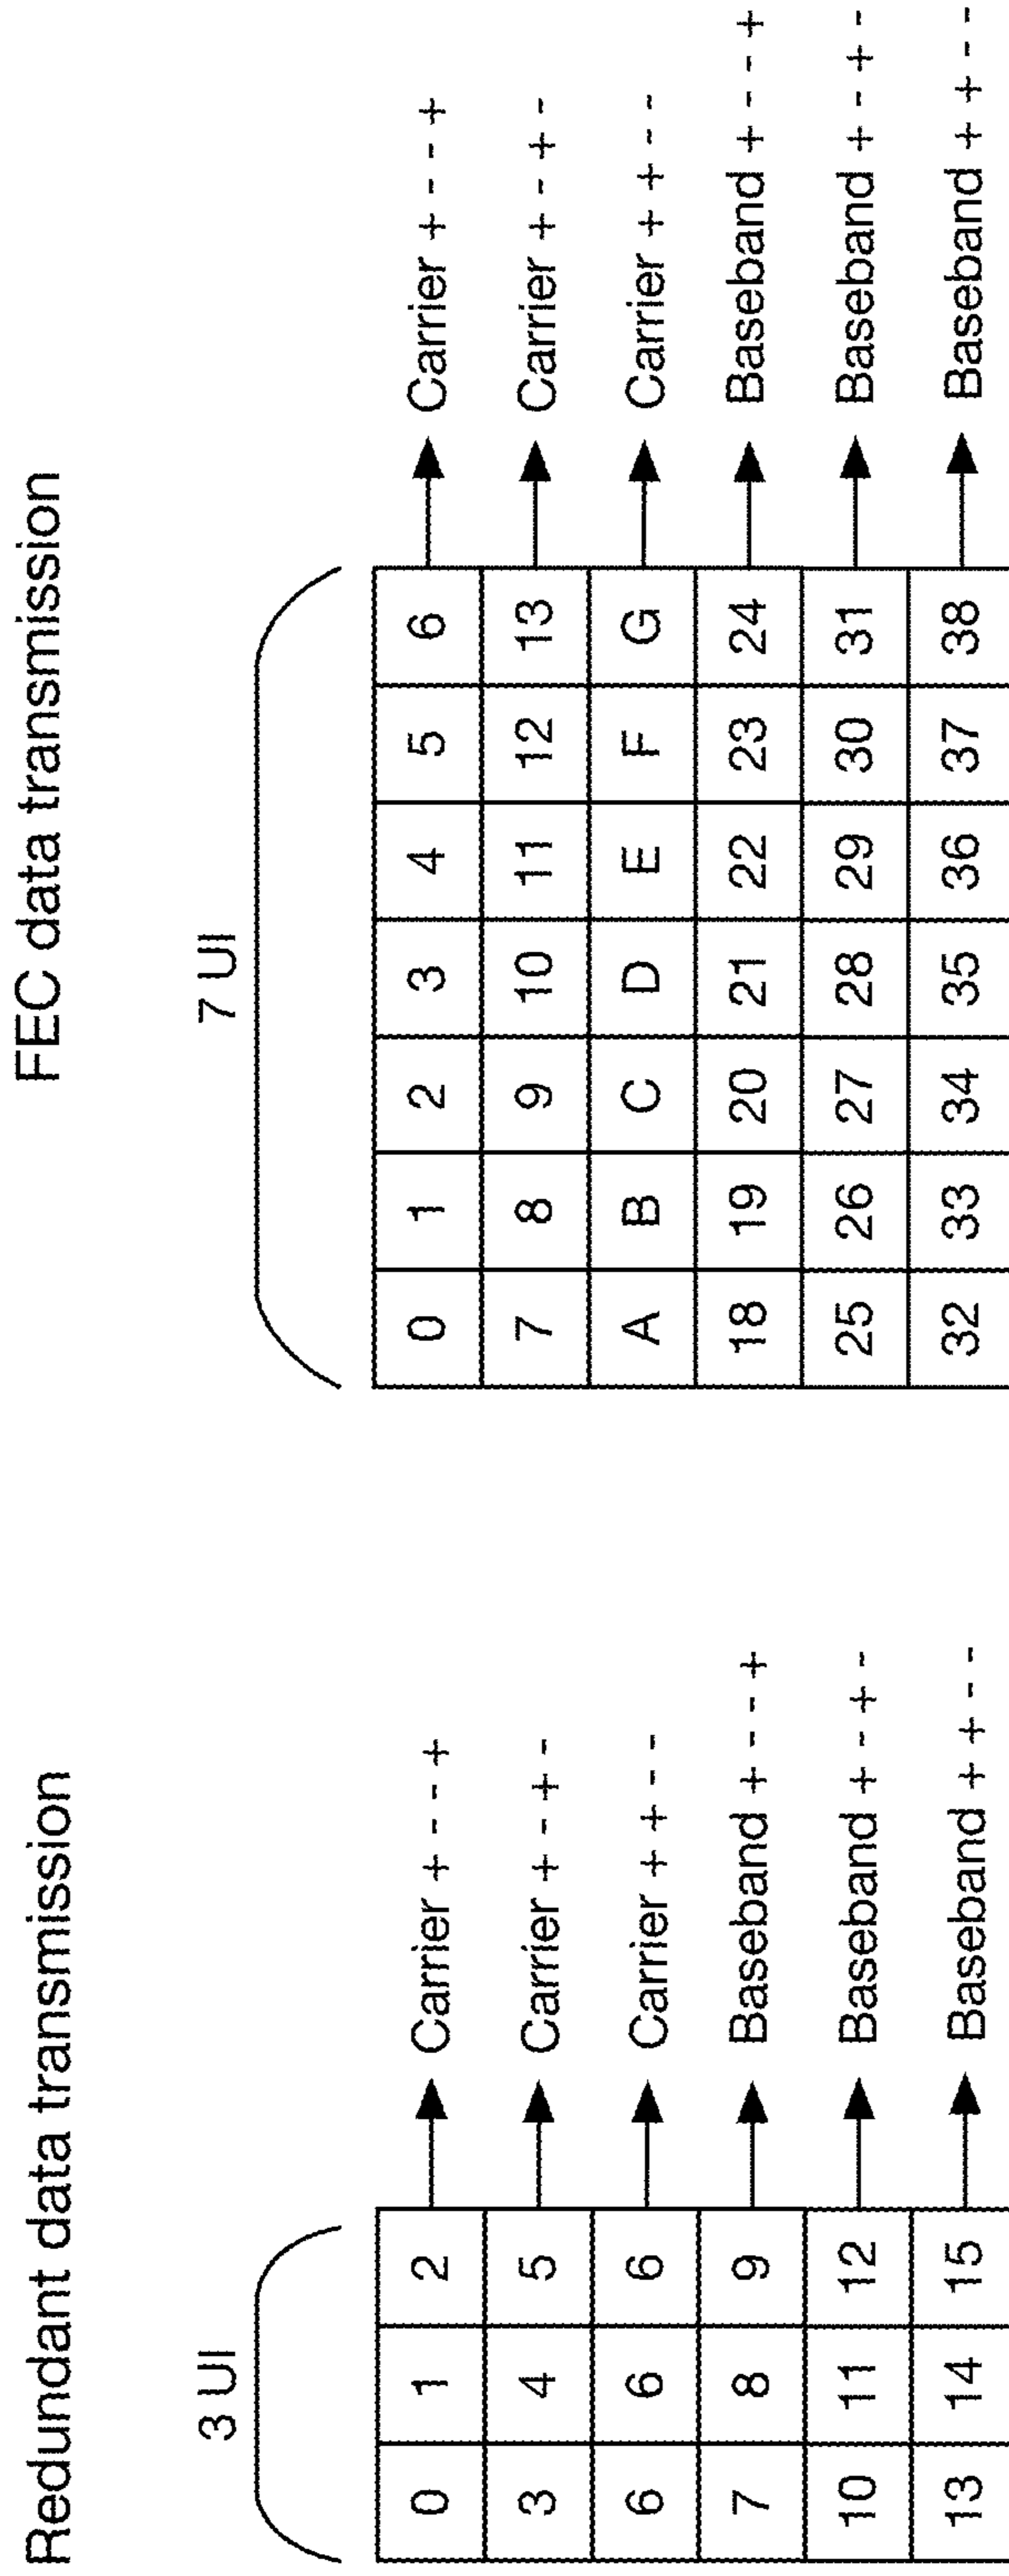 Redundant data transmission
3 UI
0 1 2 Carrier + - - +
3 4 5 Carrier + - + -
6 6 6 Carrier + + - -
7 8 9 Baseband + - - +
10 11 12 Baseband + - + -
13 14 15 Baseband + + - -
FEC data transmission
7 UI
0 1 2 3 4 5 6 Carrier + - - +
7 8 9 10 11 12 13 Carrier + - + -
A B C D E F G Carrier + + - -
18 19 20 21 22 23 24 Baseband + - - +
25 26 27 28 29 30 31 Baseband + - + -
32 33 34 35 36 37 38 Baseband + + - -